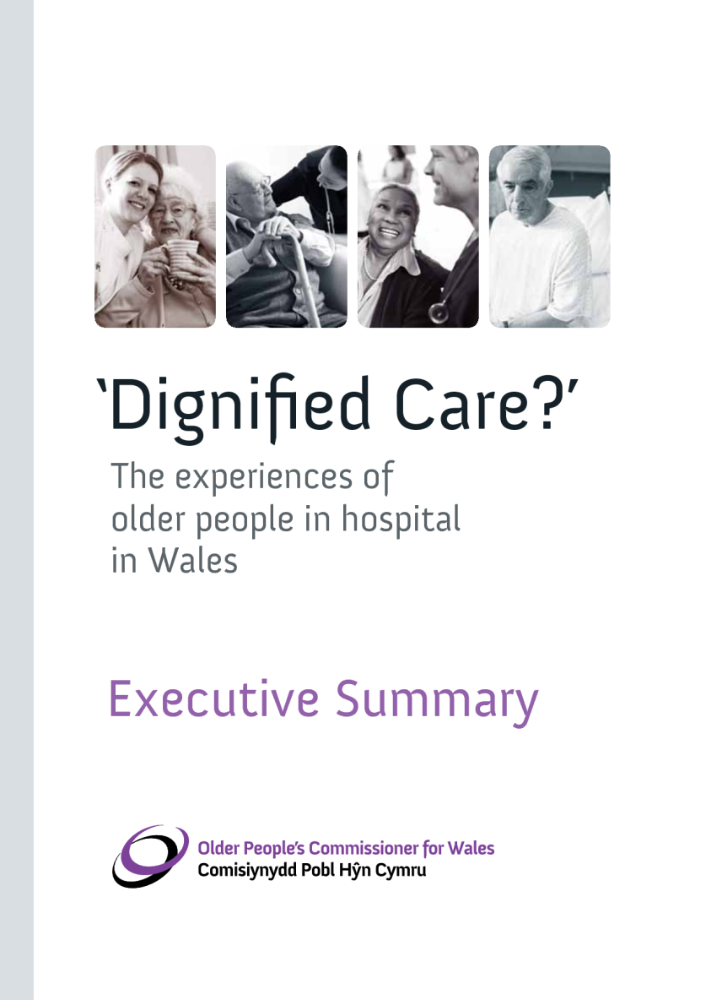 ‘Dignified Care?’
The experiences of
older people in hospital
in Wales
Executive Summary
Older People’s Commissioner for Wales
Comisiynydd Pobl Hŷn Cymru